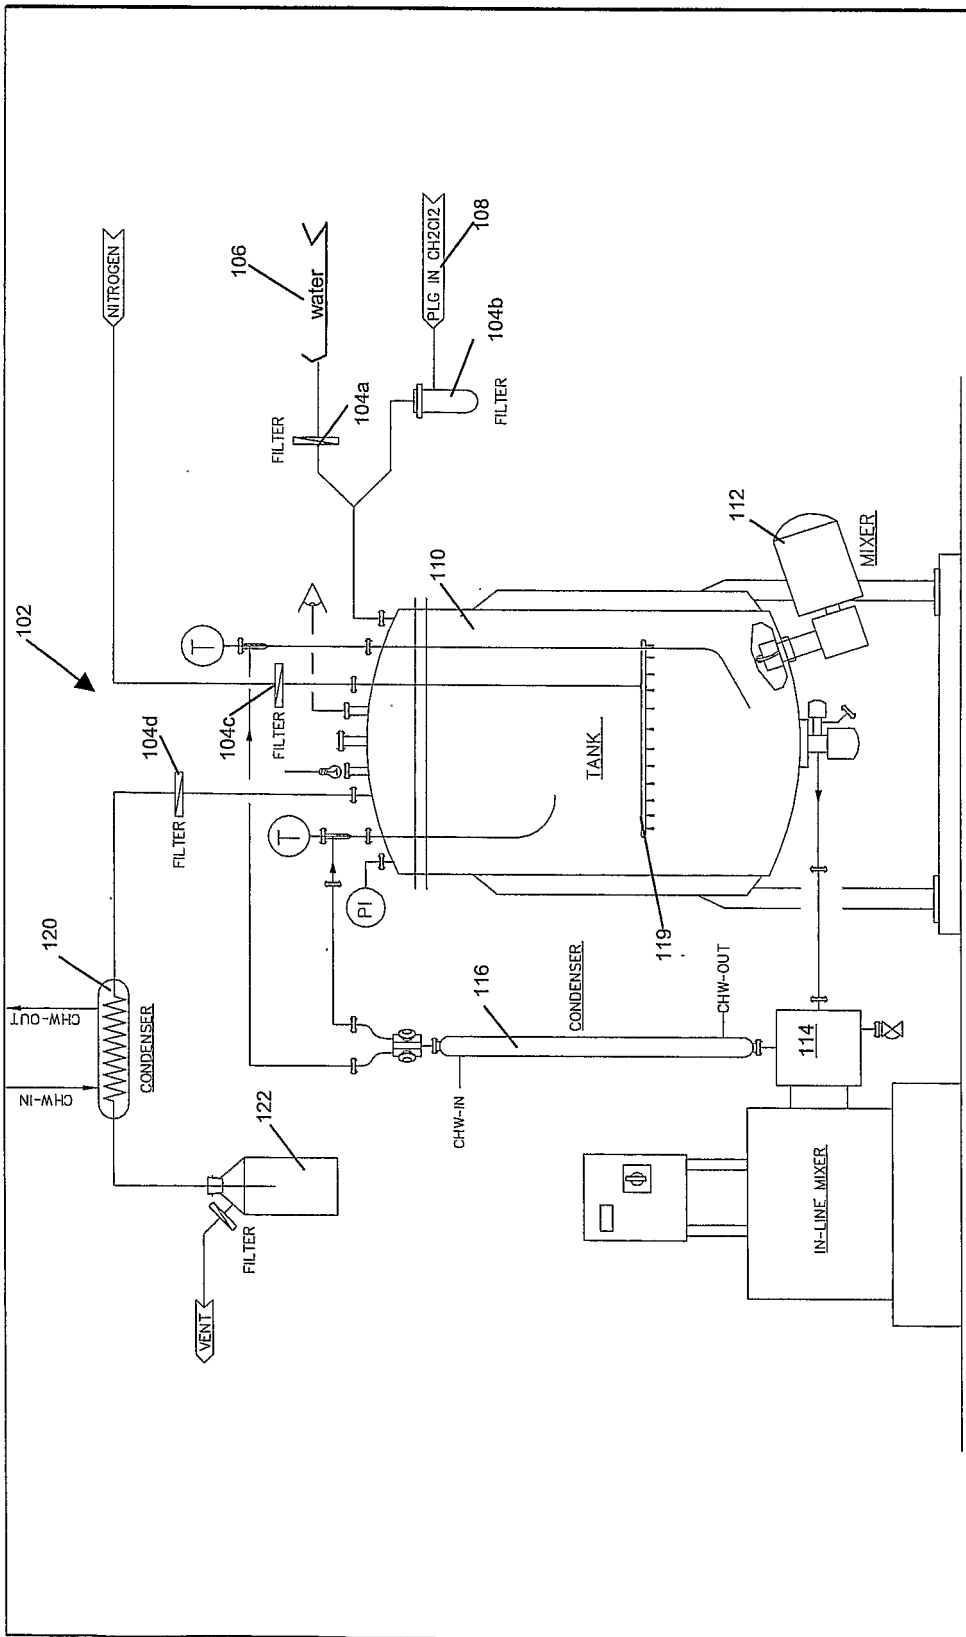 102
NITROGEN
106
water
FILTER
104a
PLG IN CH2Cl2
108
104b
FILTER
T
104c
FILTER
104d
FILTER
110
112
MIXER
TANK
T
PI
119
120
CHW-OUT
CHW-IN
CONDENSER
122
FILTER
VENT
116
CONDENSER
CHW-OUT
CHW-IN
114
IN-LINE MIXER